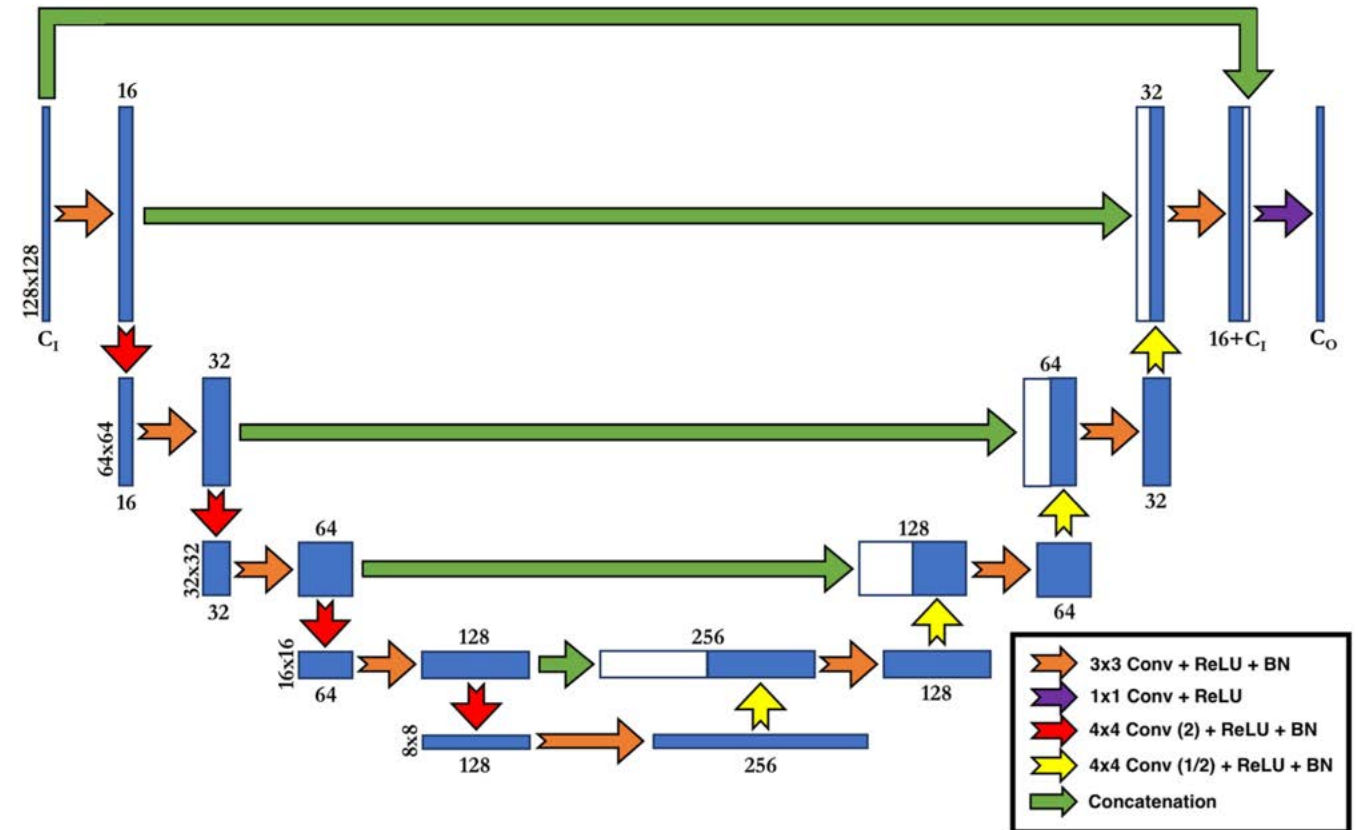 16
32
128x128
C_I
16+C_I
C_O
32
64
64x64
16
32
64
128
32x32
32
64
128
256
16x16
64
128
8x8
128
256
3x3 Conv + ReLU + BN
1x1 Conv + ReLU
4x4 Conv (2) + ReLU + BN
4x4 Conv (1/2) + ReLU + BN
Concatenation